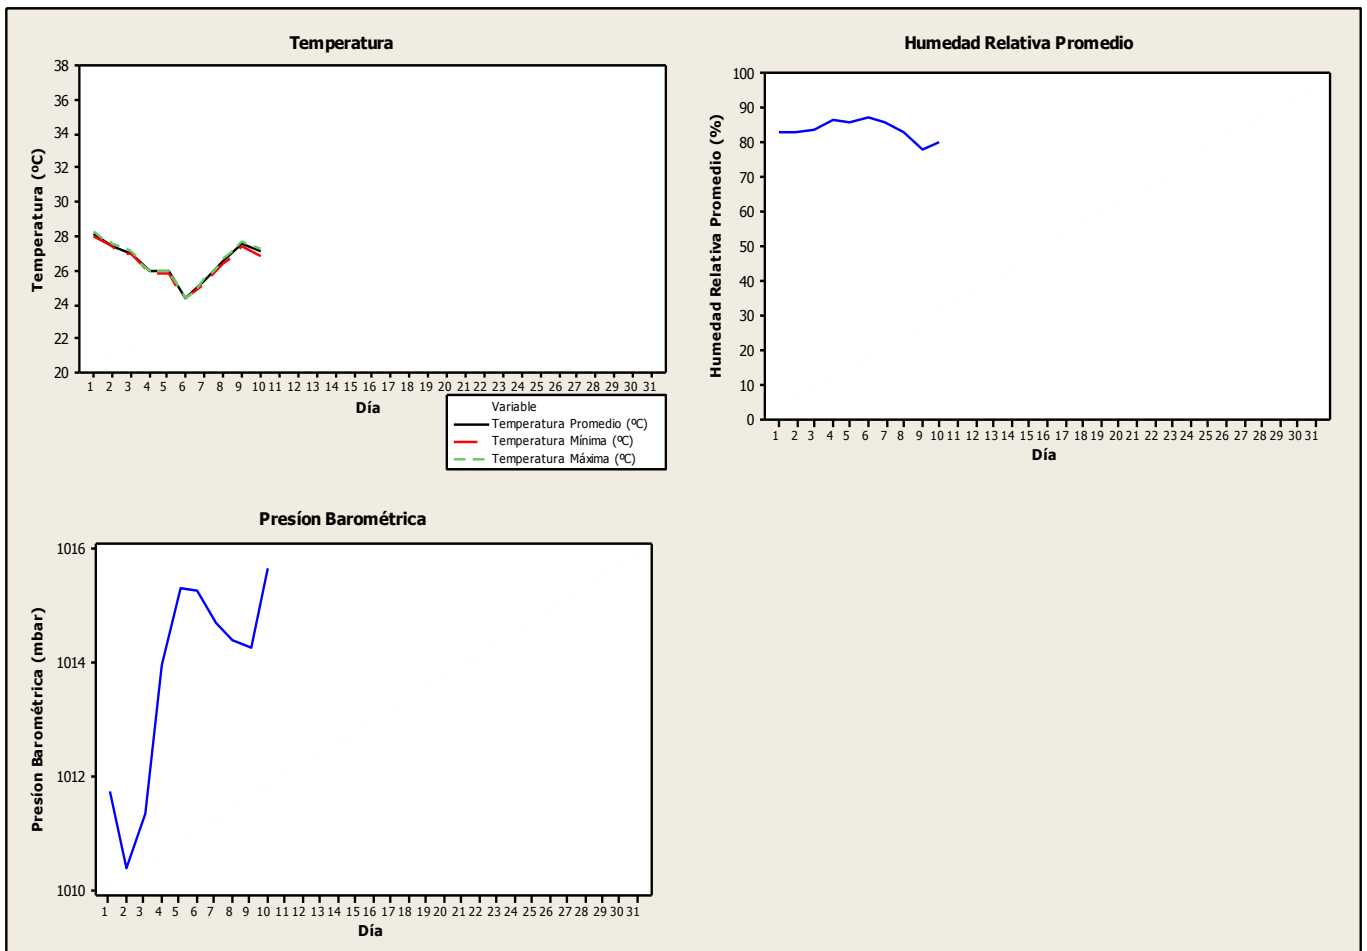 Temperatura
38
36
34
32
30
28
26
24
22
20
Temperatura (ºC)
1 2 3 4 5 6 7 8 9 10 11 12 13 14 15 16 17 18 19 20 21 22 23 24 25 26 27 28 29 30 31
Día
Variable
Temperatura Promedio (ºC)
Temperatura Mínima (ºC)
Temperatura Máxima (ºC)
Humedad Relativa Promedio
100
90
80
70
60
50
40
30
20
10
0
Humedad Relativa Promedio (%)
1 2 3 4 5 6 7 8 9 10 11 12 13 14 15 16 17 18 19 20 21 22 23 24 25 26 27 28 29 30 31
Día
Presíon Barométrica
1016
1014
1012
1010
Presíon Barométrica (mbar)
1 2 3 4 5 6 7 8 9 10 11 12 13 14 15 16 17 18 19 20 21 22 23 24 25 26 27 28 29 30 31
Día